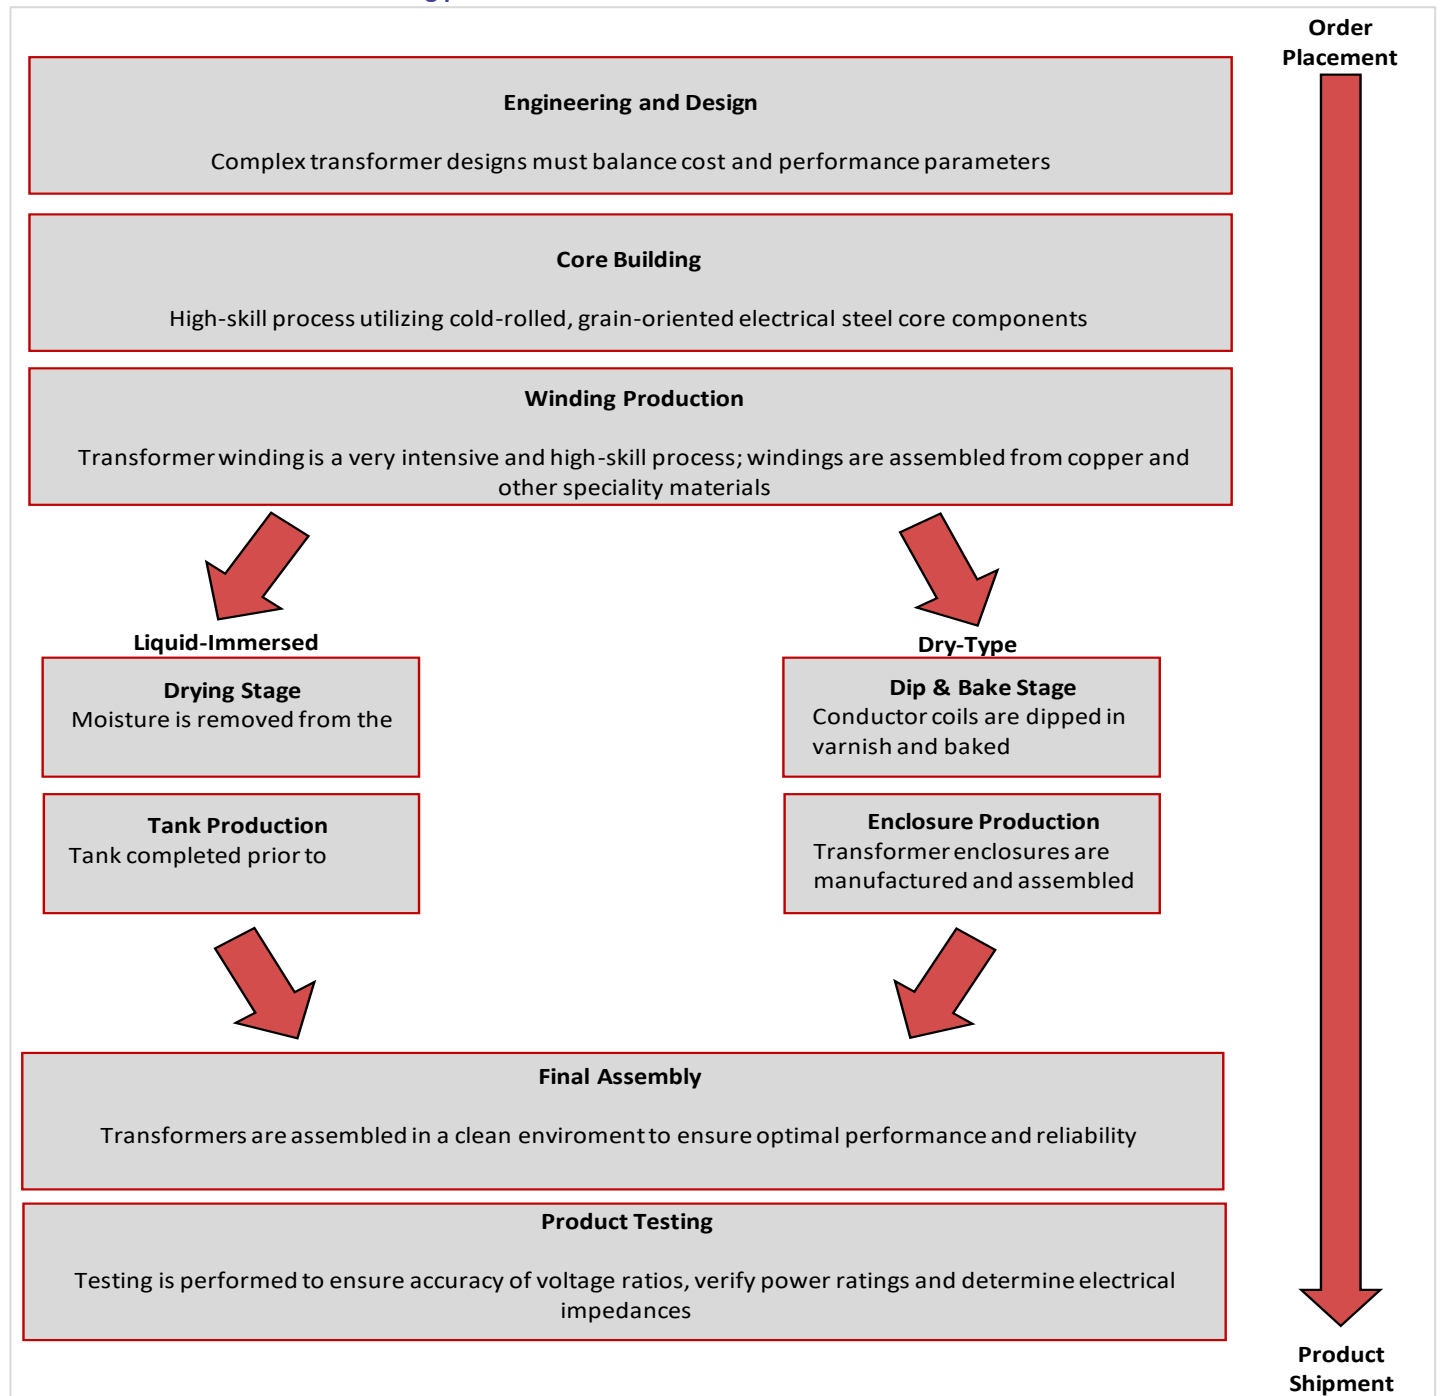 Order
Placement
Engineering and Design
Complex transformer designs must balance cost and performance parameters
Core Building
High-skill process utilizing cold-rolled, grain-oriented electrical steel core components
Winding Production
Transformer winding is a very intensive and high-skill process; windings are assembled from copper and
other speciality materials
Liquid-Immersed
Drying Stage
Moisture is removed from the
Tank Production
Tank completed prior to
Dry-Type
Dip & Bake Stage
Conductor coils are dipped in
varnish and baked
Enclosure Production
Transformer enclosures are
manufactured and assembled
Final Assembly
Transformers are assembled in a clean enviroment to ensure optimal performance and reliability
Product Testing
Testing is performed to ensure accuracy of voltage ratios, verify power ratings and determine electrical
impedances
Product
Shipment